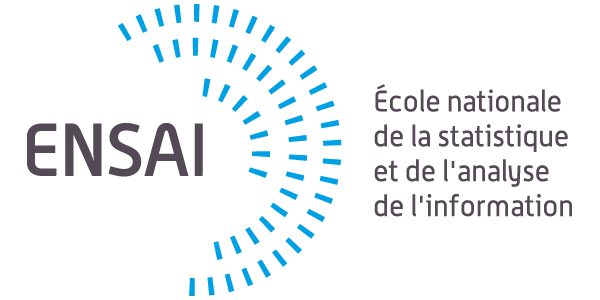 ENSAI
École nationale
de la statistique
et de l'analyse
de l'information